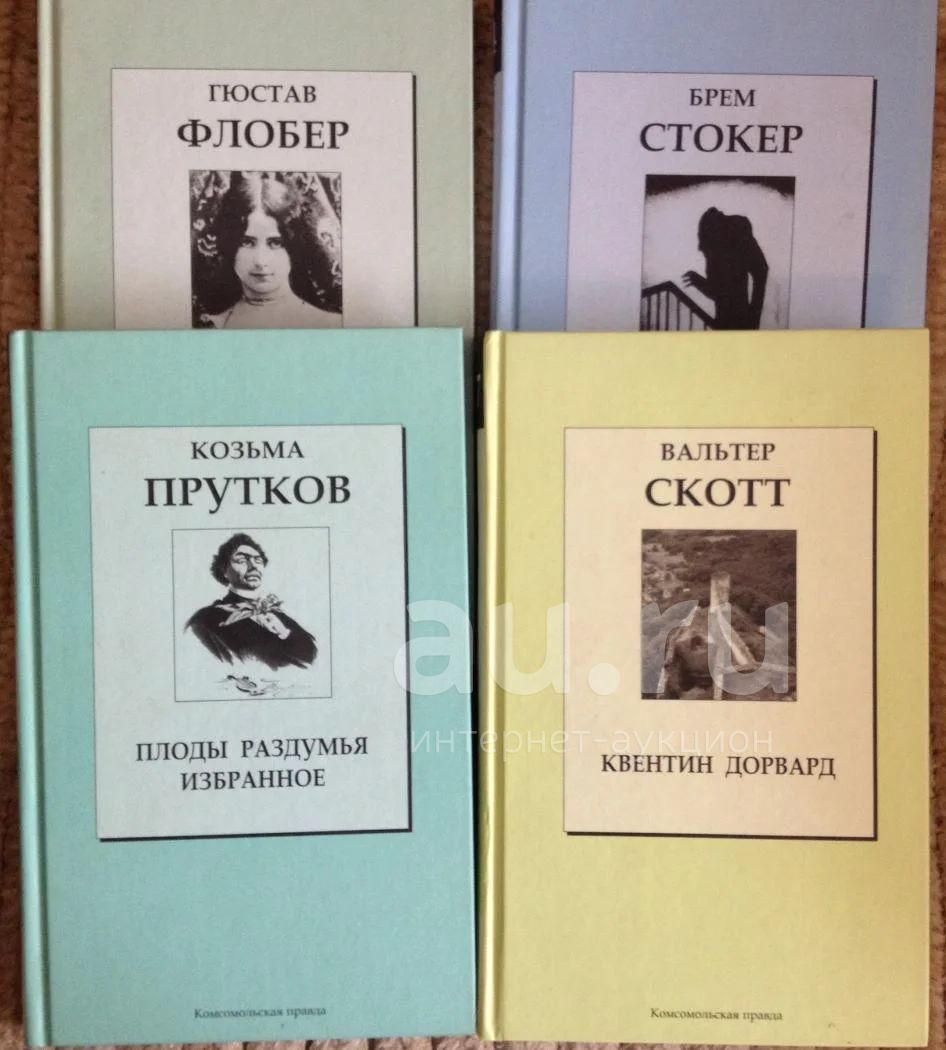 ГЮСТАВ
ФЛОБЕР
БРЕМ
СТОКЕР
КОЗЬМА
ПРУТКОВ
ПЛОДЫ РАЗДУМЬЯ
ИЗБРАННОЕ
Комсомольская правда
ВАЛЬТЕР
СКОТТ
КВЕНТИН ДОРВАРД
Комсомольская правда
au.ru
интернет-аукцион